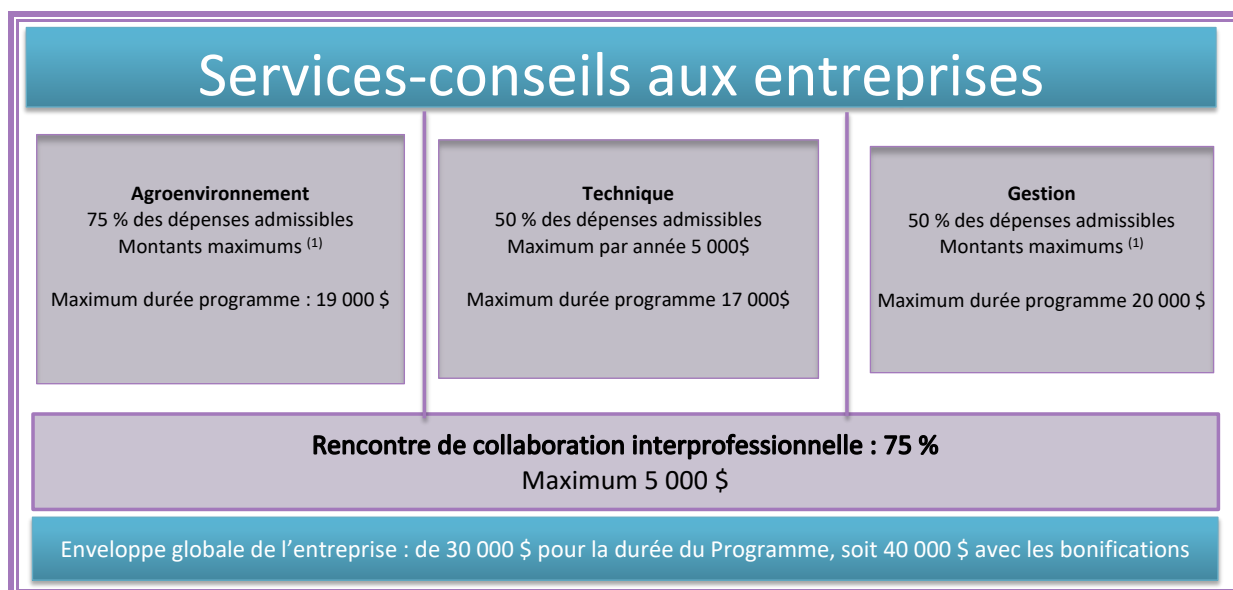 Services-conseils aux entreprises
Agroenvironnement
75 % des dépenses admissibles
Montants maximums (1)
Maximum durée programme : 19 000 $
Technique
50 % des dépenses admissibles
Maximum par année 5 000$
Maximum durée programme 17 000$
Gestion
50 % des dépenses admissibles
Montants maximums (1)
Maximum durée programme 20 000 $
Rencontre de collaboration interprofessionnelle : 75 %
Maximum 5 000 $
Enveloppe globale de l’entreprise : de 30 000 $ pour la durée du Programme, soit 40 000 $ avec les bonifications